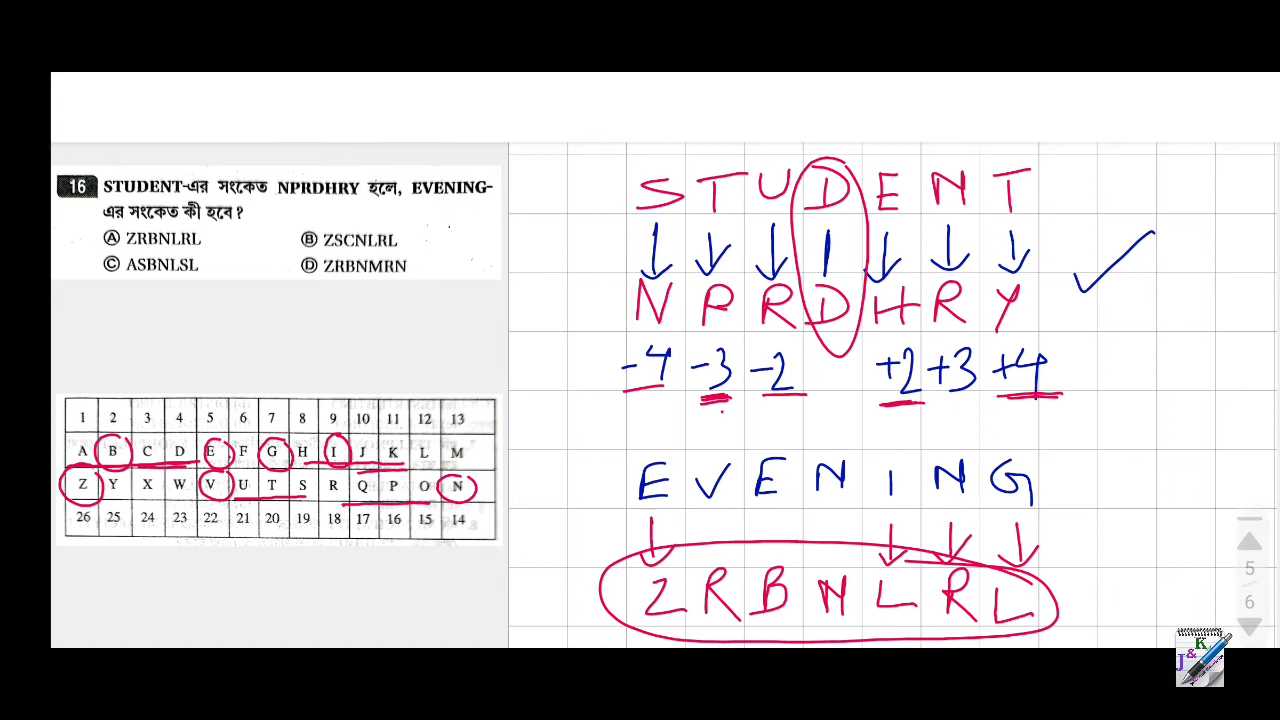 16 STUDENT-এর সংকেত NPRDHRY হলে, EVENING-
এর সংকেত কী হবে ?
Ⓐ ZRBNLRL Ⓑ ZSCNLRL
Ⓒ ASBNLSL Ⓓ ZRBNMRN
1 2 3 4 5 6 7 8 9 10 11 12 13
A B C D E F G H I J K L M
Z Y X W V U T S R Q P O N
26 25 24 23 22 21 20 19 18 17 16 15 14
S T U D E N T
N P R D H R Y
-4 -3 -2 +2 +3 +4
E V E N I N G
Z R B N L R L
5
6
J & K